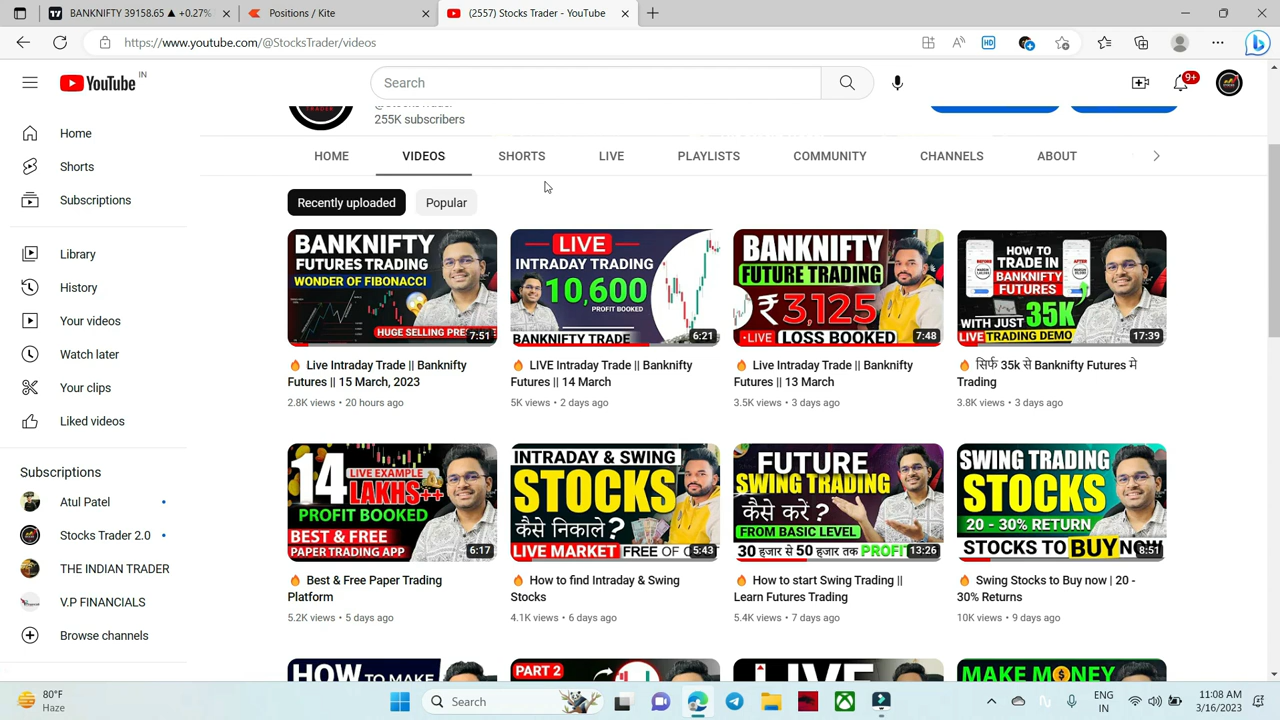 BANKNIFTY 39158.65 ▲ +0.27%
Positions / Kite
(2557) Stocks Trader - YouTube
https://www.youtube.com/@StocksTrader/videos
YouTube IN
Search
9+
255K subscribers
HOME VIDEOS SHORTS LIVE PLAYLISTS COMMUNITY CHANNELS ABOUT
Home
Shorts
Subscriptions
Library
History
Your videos
Watch later
Your clips
Liked videos
Subscriptions
Atul Patel
Stocks Trader 2.0
THE INDIAN TRADER
V.P FINANCIALS
Browse channels
Recently uploaded Popular
BANKNIFTY
FUTURES TRADING
WONDER OF FIBONACCI
HUGE SELLING PRES
7:51
🔥 Live Intraday Trade || Banknifty
Futures || 15 March, 2023
2.8K views • 20 hours ago
LIVE
INTRADAY TRADING
10,600
PROFIT BOOKED
BANKNIFTY TRADE
6:21
🔥 LIVE Intraday Trade || Banknifty
Futures || 14 March
5K views • 2 days ago
BANKNIFTY
FUTURE TRADING
₹3,125
LIVE LOSS BOOKED
7:48
🔥 Live Intraday Trade || Banknifty
Futures || 13 March
3.5K views • 3 days ago
HOW TO
TRADE IN
BANKNIFTY
FUTURES
WITH JUST 35K
LIVE TRADING DEMO
BEFORE
AFTER
17:39
🔥 सिर्फ 35k से Banknifty Futures मे
Trading
3.8K views • 3 days ago
14 LIVE EXAMPLE
LAKHS++
PROFIT BOOKED
BEST & FREE
PAPER TRADING APP
6:17
🔥 Best & Free Paper Trading
Platform
5.2K views • 5 days ago
INTRADAY & SWING
STOCKS
कैसे निकाले ?
LIVE MARKET FREE OF C
5:43
🔥 How to find Intraday & Swing
Stocks
4.1K views • 6 days ago
FUTURE
SWING TRADING
कैसे करें ?
FROM BASIC LEVEL
30 हजार से 50 हजार तक PROFIT
13:26
🔥 How to start Swing Trading ||
Learn Futures Trading
5.4K views • 7 days ago
SWING TRADING
STOCKS
20 - 30% RETURN
STOCKS TO BUY NO
8:51
🔥 Swing Stocks to Buy now | 20 -
30% Returns
10K views • 9 days ago
HOW TO MAKE
PART 2
LIVE
MAKE MONEY
80°F
Haze
Search
ENG
IN
11:08 AM
3/16/2023